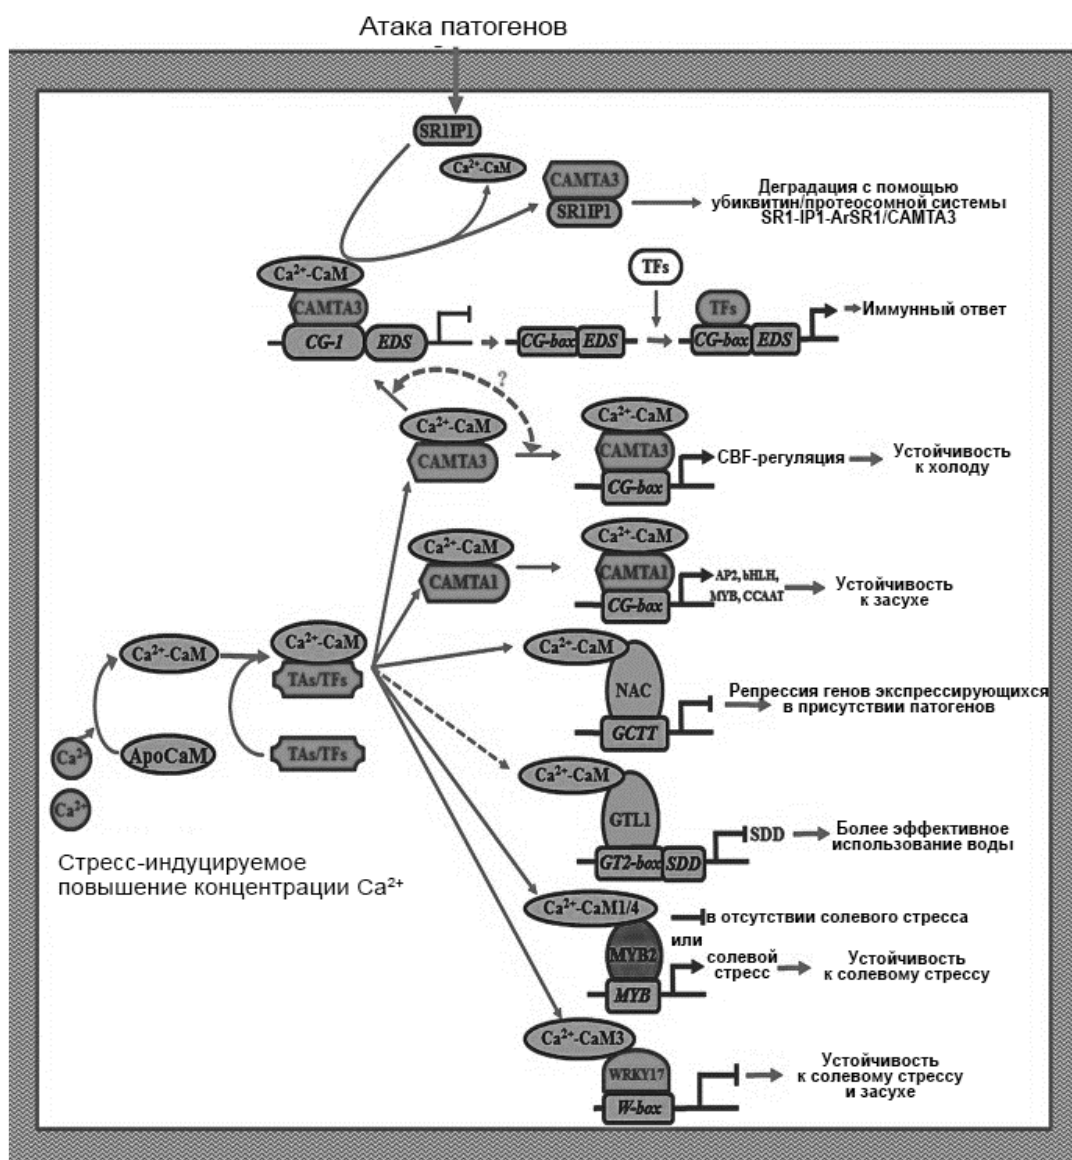 Атака патогенов
SR1IP1
Ca²⁺-CaM
CAMTA3
SR1IP1
Деградация с помощью
убиквитин/протеосомной системы
SR1-IP1-ArSR1/CAMTA3
Ca²⁺-CaM
CAMTA3
CG-1
EDS
CG-box
EDS
TFs
TFs
CG-box
EDS
Иммунный ответ
?
Ca²⁺-CaM
CAMTA3
Ca²⁺-CaM
CAMTA3
CG-box
CBF-регуляция
Устойчивость
к холоду
Ca²⁺-CaM
CAMTA1
Ca²⁺-CaM
CAMTA1
CG-box
AP2, bHLH,
MYB, CCAAT
Устойчивость
к засухе
Ca²⁺-CaM
Ca²⁺-CaM
TAs/TFs
Ca²⁺
ApoCaM
TAs/TFs
Ca²⁺
Стресс-индуцируемое
повышение концентрации Ca²⁺
Ca²⁺-CaM
NAC
GCTT
Репрессия генов экспрессирующихся
в присутствии патогенов
Ca²⁺-CaM
GTL1
GT2-box
SDD
SDD
Более эффективное
использование воды
Ca²⁺-CaM1/4
MYB2
MYB
в отсутствии солевого стресса
или
солевой
стресс
Устойчивость
к солевому стрессу
Ca²⁺-CaM3
WRKY17
W-box
Устойчивость
к солевому стрессу
и засухе